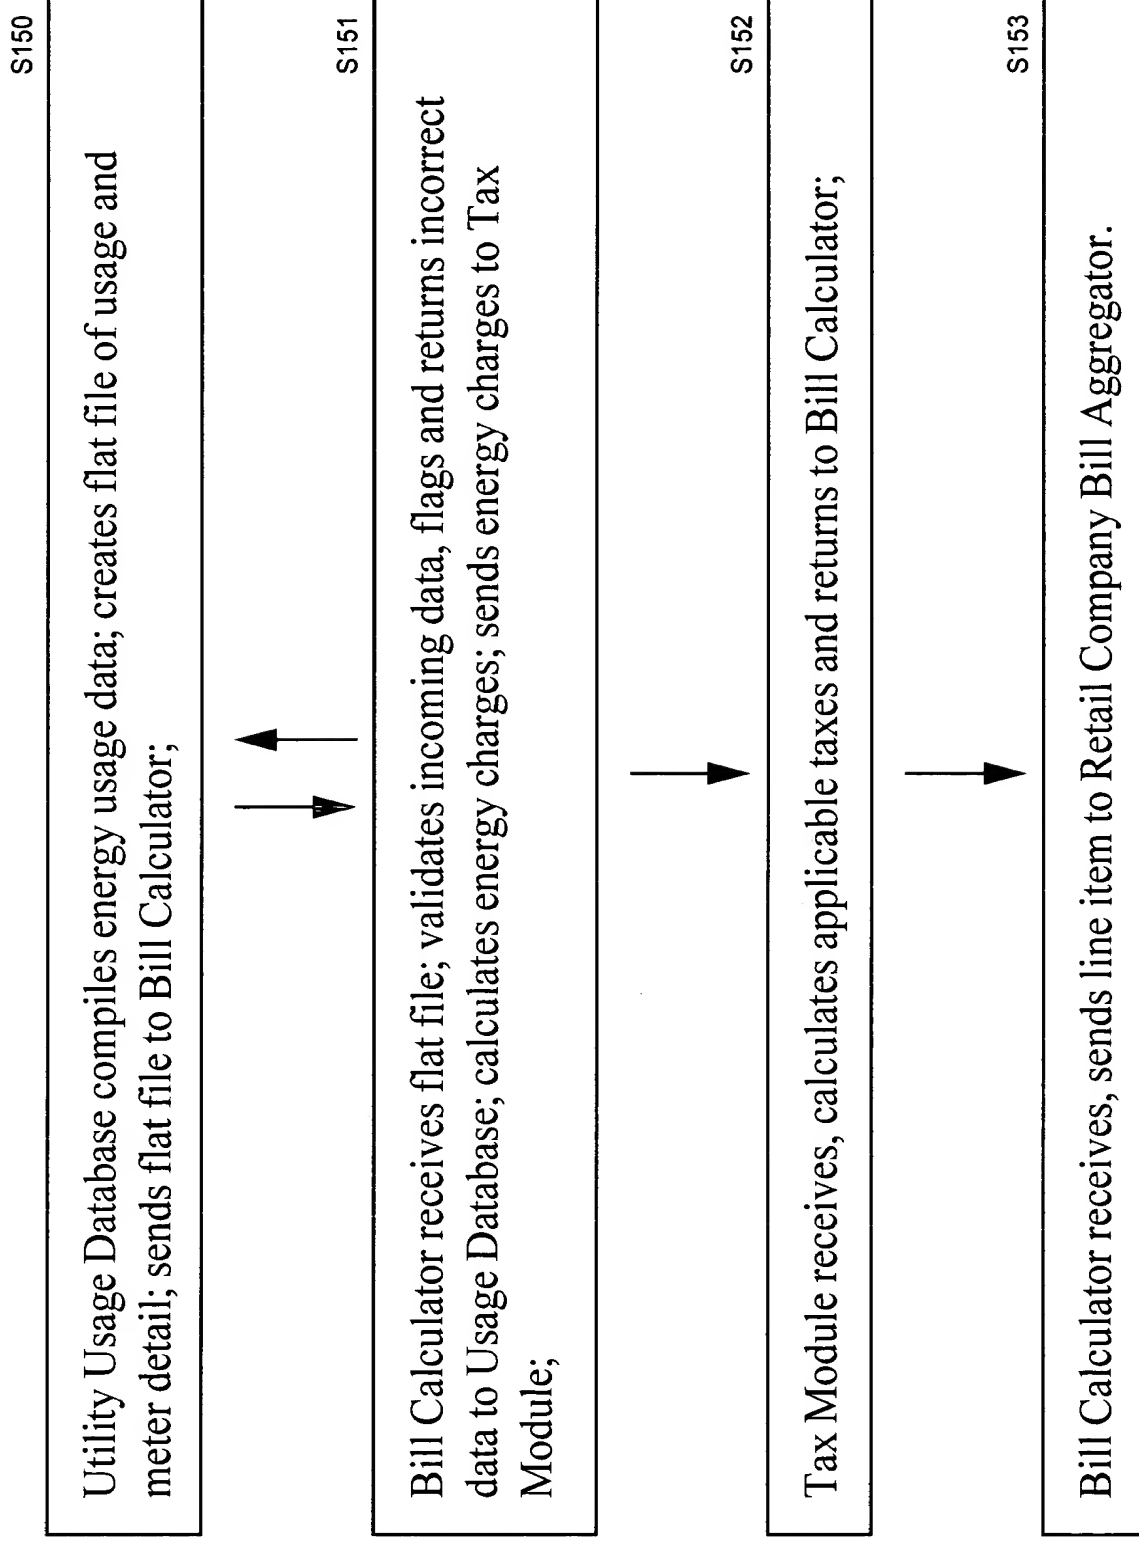 S150
Utility Usage Database compiles energy usage data; creates flat file of usage and
meter detail; sends flat file to Bill Calculator;
S151
Bill Calculator receives flat file; validates incoming data, flags and returns incorrect
data to Usage Database; calculates energy charges; sends energy charges to Tax
Module;
S152
Tax Module receives, calculates applicable taxes and returns to Bill Calculator;
S153
Bill Calculator receives, sends line item to Retail Company Bill Aggregator.